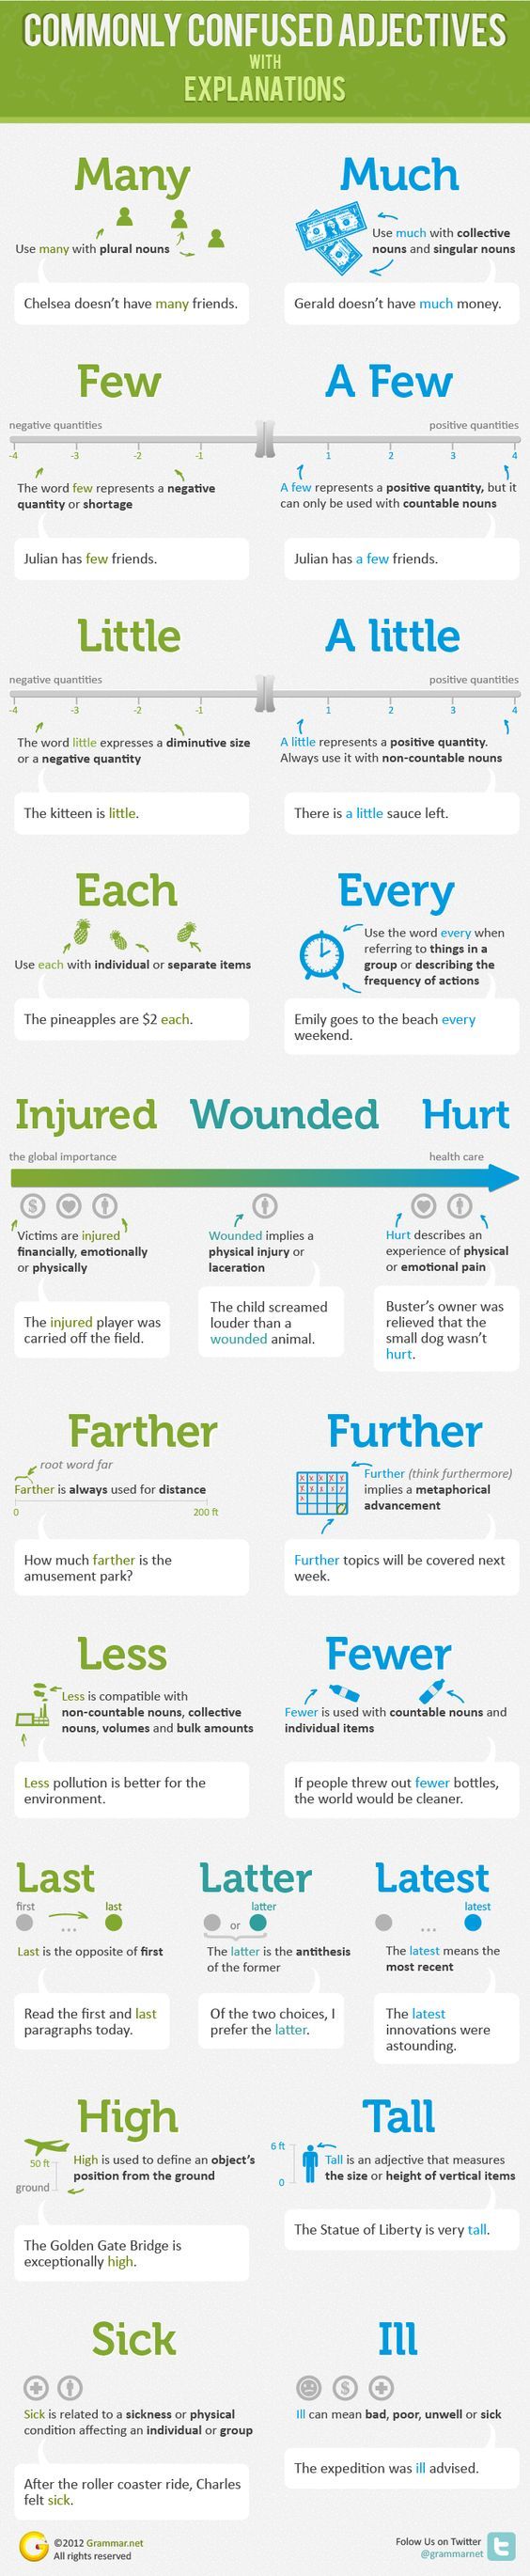 COMMONLY CONFUSED ADJECTIVES
WITH
EXPLANATIONS
Many
Use many with plural nouns
Chelsea doesn't have many friends.
Much
Use much with collective
nouns and singular nouns
Gerald doesn't have much money.
Few
negative quantities
-4 -3 -2 -1
The word few represents a negative
quantity or shortage
Julian has few friends.
A Few
positive quantities
1 2 3 4
A few represents a positive quantity, but it
can only be used with countable nouns
Julian has a few friends.
Little
negative quantities
-4 -3 -2 -1
The word little expresses a diminutive size
or a negative quantity
The kitteen is little.
A little
positive quantities
1 2 3 4
A little represents a positive quantity.
Always use it with non-countable nouns
There is a little sauce left.
Each
Use each with individual or separate items
The pineapples are $2 each.
Every
Use the word every when
referring to things in a
group or describing the
frequency of actions
Emily goes to the beach every
weekend.
Injured Wounded Hurt
the global importance health care
$
Victims are injured
financially, emotionally
or physically
The injured player was
carried off the field.
Wounded implies a
physical injury or
laceration
The child screamed
louder than a
wounded animal.
Hurt describes an
experience of physical
or emotional pain
Buster's owner was
relieved that the
small dog wasn't
hurt.
Farther
root word far
Farther is always used for distance
0 200 ft
How much farther is the
amusement park?
Further
Further (think furthermore)
implies a metaphorical
advancement
Further topics will be covered next
week.
Less
Less is compatible with
non-countable nouns, collective
nouns, volumes and bulk amounts
Less pollution is better for the
environment.
Fewer
Fewer is used with countable nouns and
individual items
If people threw out fewer bottles,
the world would be cleaner.
Last
first last
...
Last is the opposite of first
Read the first and last
paragraphs today.
Latter
latter
or
The latter is the antithesis
of the former
Of the two choices, I
prefer the latter.
Latest
latest
...
The latest means the
most recent
The latest
innovations were
astounding.
High
50 ft
ground
High is used to define an object's
position from the ground
The Golden Gate Bridge is
exceptionally high.
Tall
6 ft
0
Tall is an adjective that measures
the size or height of vertical items
The Statue of Liberty is very tall.
Sick
Sick is related to a sickness or physical
condition affecting an individual or group
After the roller coaster ride, Charles
felt sick.
Ill
$
Ill can mean bad, poor, unwell or sick
The expedition was ill advised.
G
©2012 Grammar.net
All rights reserved
Folow Us on Twitter
@grammarnet
t